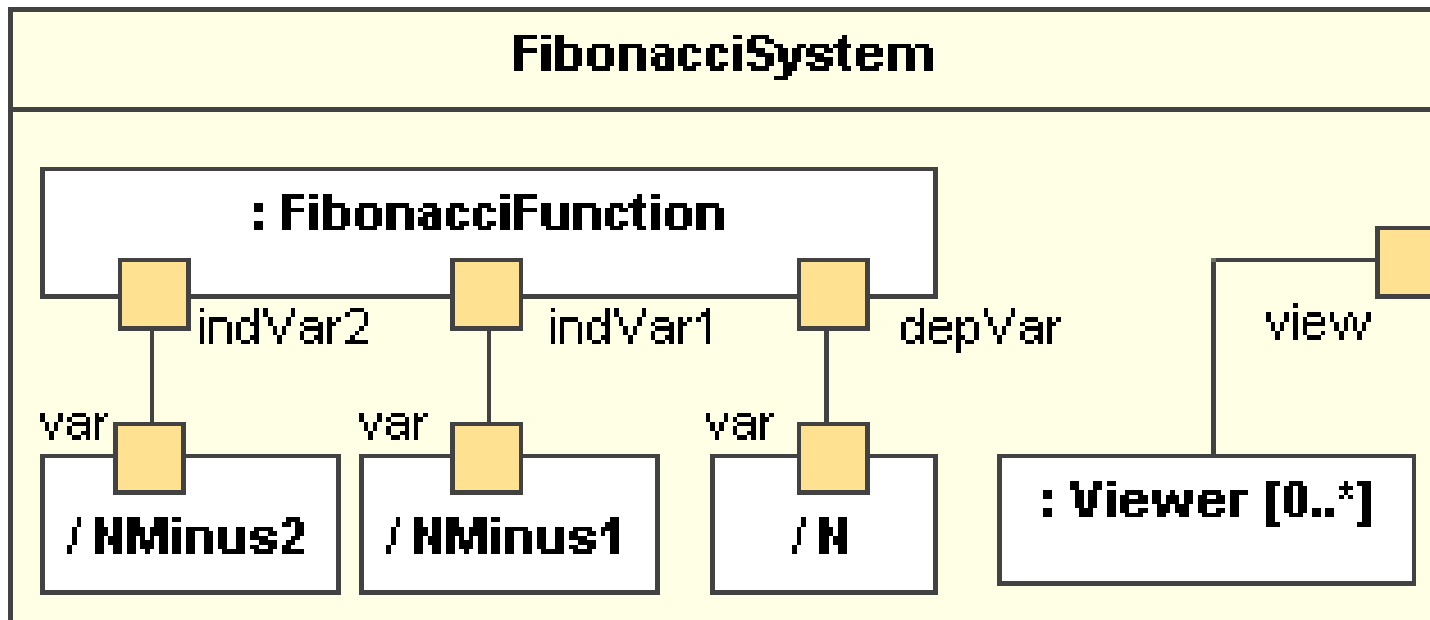 FibonacciSystem
: FibonacciFunction
indVar2
indVar1
depVar
view
var
var
var
/ NMinus2
/ NMinus1
/ N
: Viewer [0..*]